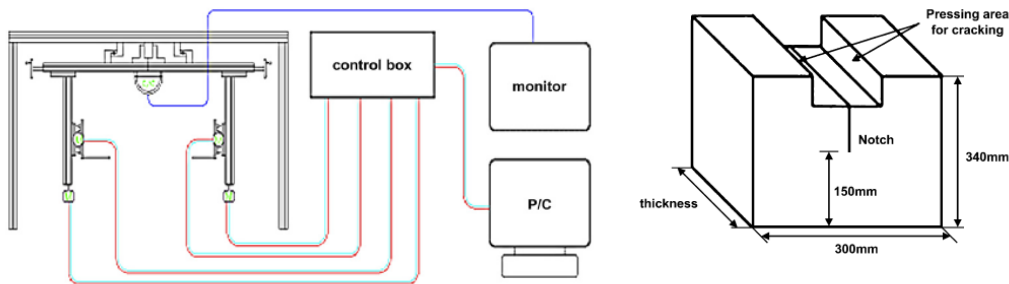 control box
monitor
P/C
Pressing area
for cracking
Notch
340mm
150mm
thickness
300mm